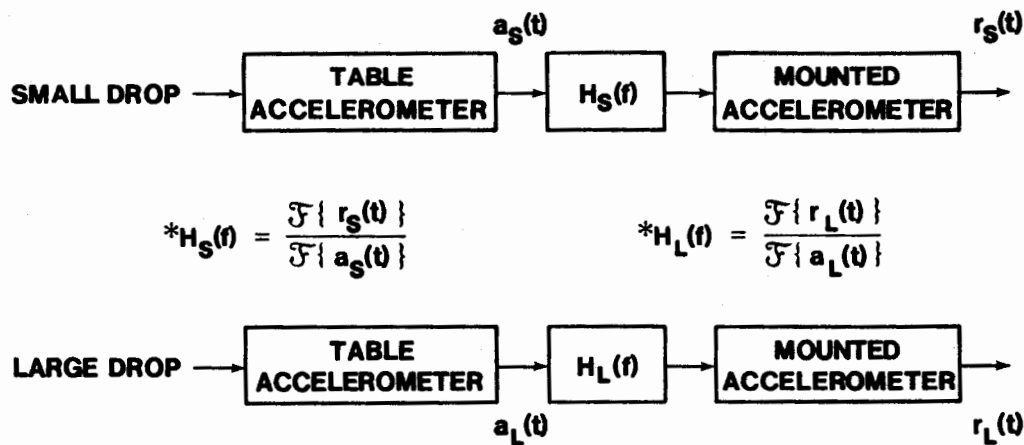 a_S(t) r_S(t)
SMALL DROP TABLE ACCELEROMETER H_S(f) MOUNTED ACCELEROMETER
*H_S(f) = ℱ{ r_S(t) } / ℱ{ a_S(t) } *H_L(f) = ℱ{ r_L(t) } / ℱ{ a_L(t) }
LARGE DROP TABLE ACCELEROMETER H_L(f) MOUNTED ACCELEROMETER
a_L(t) r_L(t)